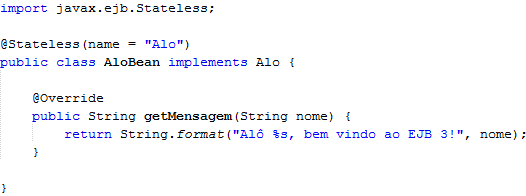 import javax.ejb.Stateless;
@Stateless(name = "Alo")
public class AloBean implements Alo {
@Override
public String getMensagem(String nome) {
return String.format("Alô %s, bem vindo ao EJB 3!", nome);
}
}